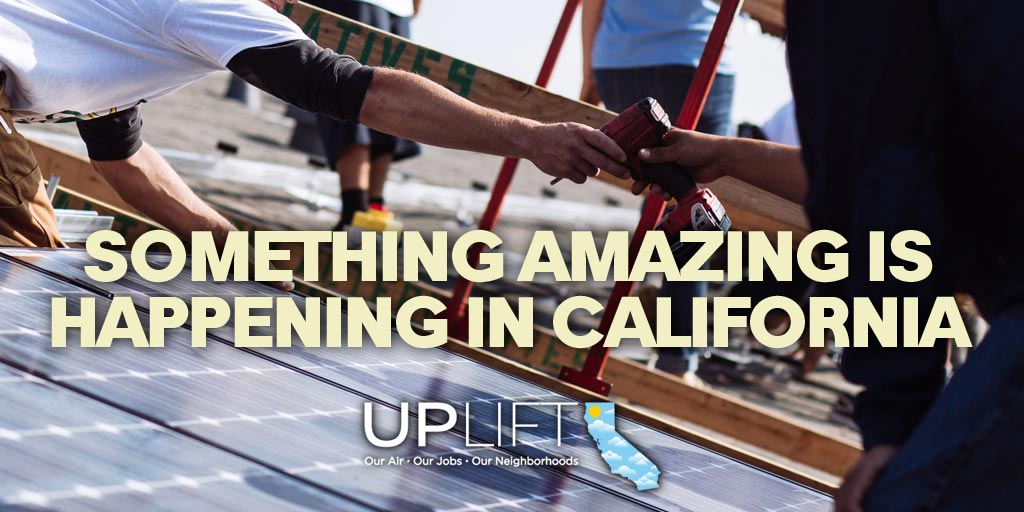 SOMETHING AMAZING IS
HAPPENING IN CALIFORNIA
UPLIFT
Our Air · Our Jobs · Our Neighborhoods